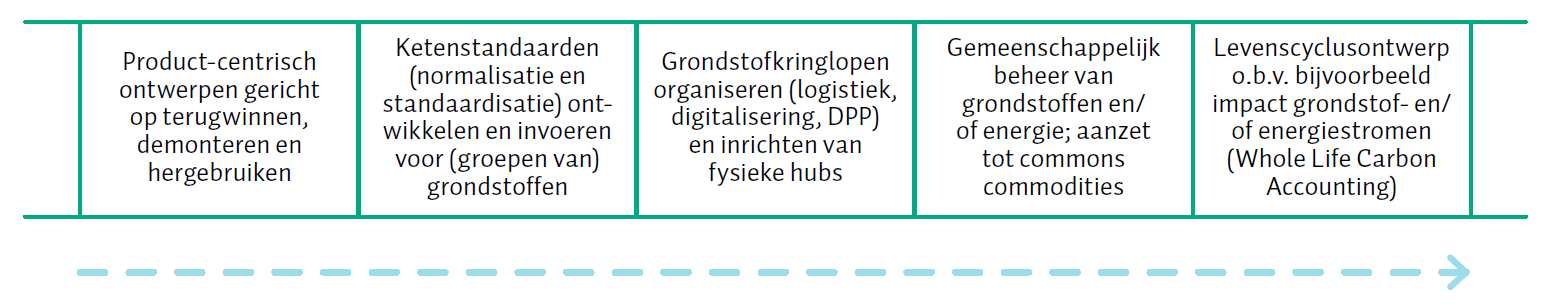 Product-centrisch
ontwerpen gericht
op terugwinnen,
demonteren en
hergebruiken
Ketenstandaarden
(normalisatie en
standaardisatie) ont-
wikkelen en invoeren
voor (groepen van)
grondstoffen
Grondstofkringlopen
organiseren (logistiek,
digitalisering, DPP)
en inrichten van
fysieke hubs
Gemeenschappelijk
beheer van
grondstoffen en/
of energie; aanzet
tot commons
commodities
Levenscyclusontwerp
o.b.v. bijvoorbeeld
impact grondstof- en/
of energiestromen
(Whole Life Carbon
Accounting)